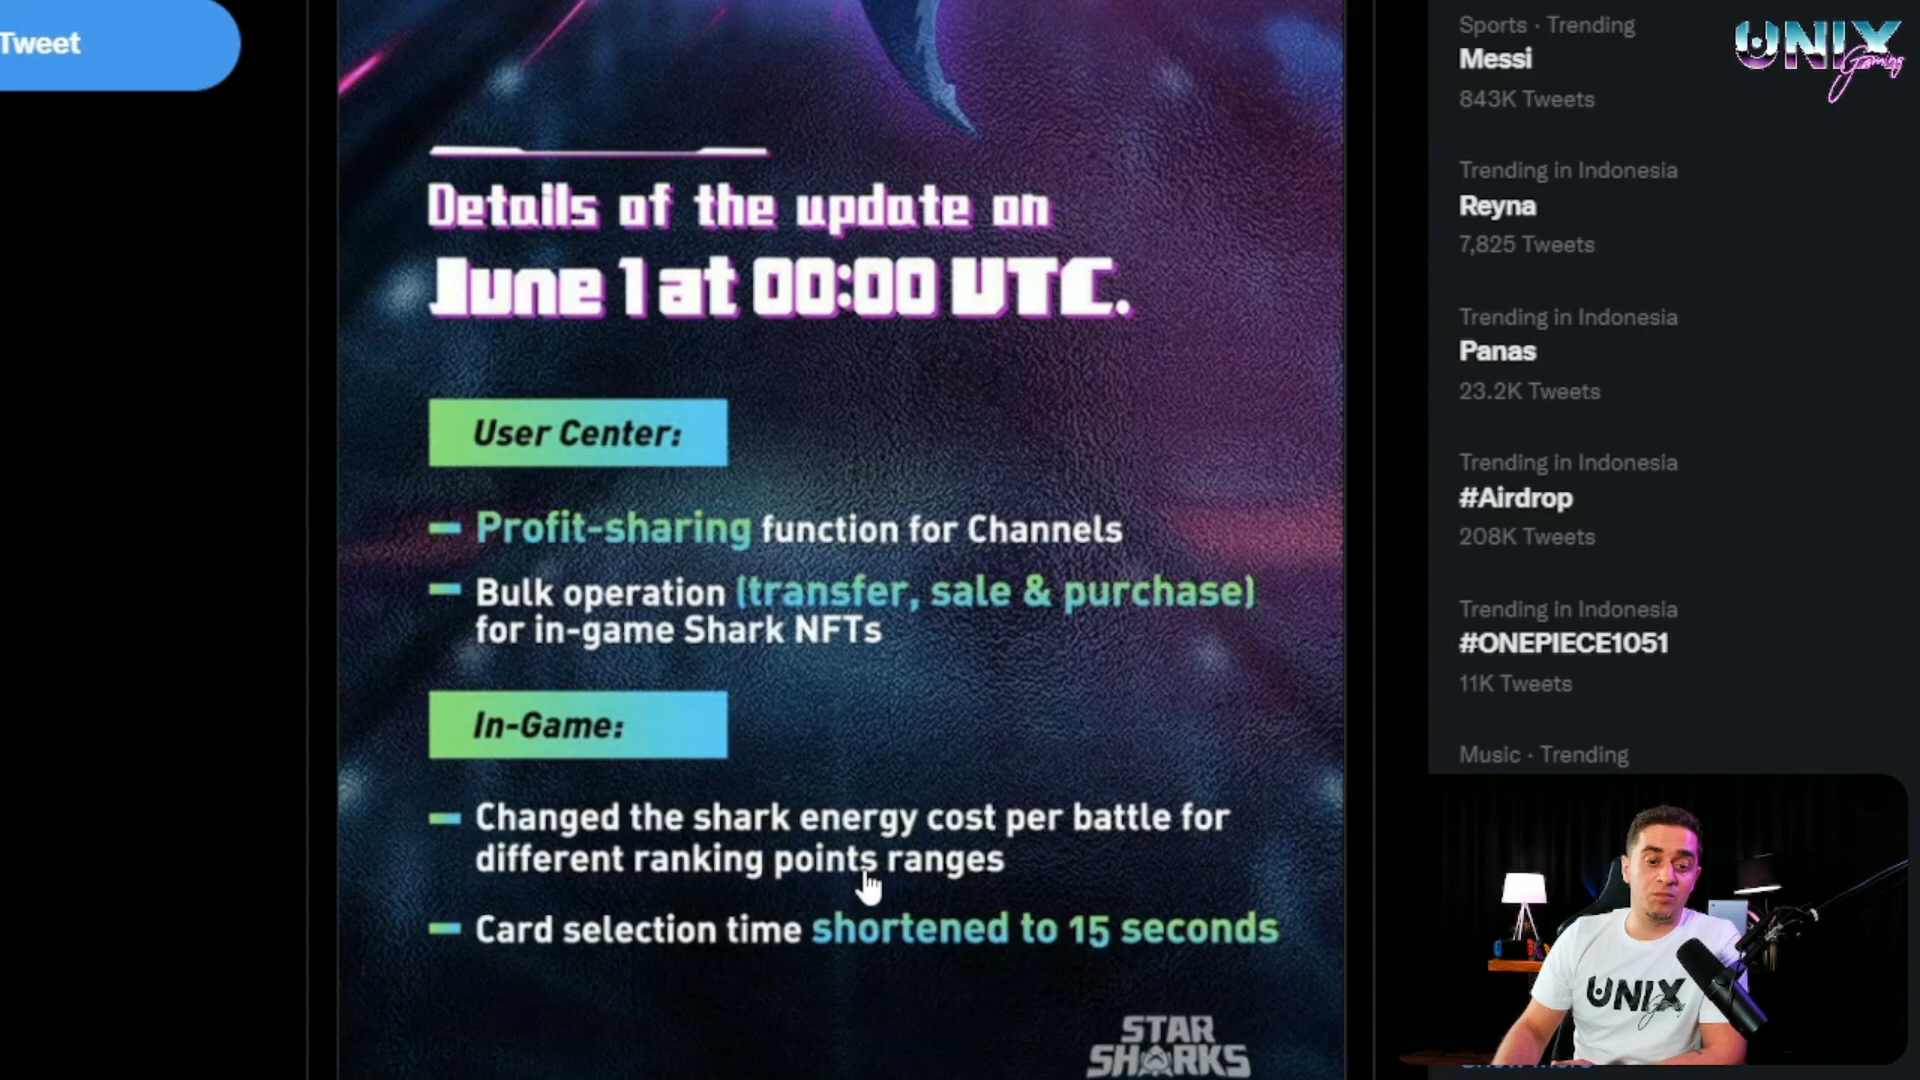 Tweet
Details of the update on
June 1 at 00:00 UTC.
User Center:
Profit-sharing function for Channels
Bulk operation (transfer, sale & purchase)
for in-game Shark NFTs
In-Game:
Changed the shark energy cost per battle for
different ranking points ranges
Card selection time shortened to 15 seconds
STAR
SHARKS
Sports · Trending
Messi
843K Tweets
Trending in Indonesia
Reyna
7,825 Tweets
Trending in Indonesia
Panas
23.2K Tweets
Trending in Indonesia
#Airdrop
208K Tweets
Trending in Indonesia
#ONEPIECE1051
11K Tweets
Music · Trending
UNIX
Gaming
UNIX
Gaming